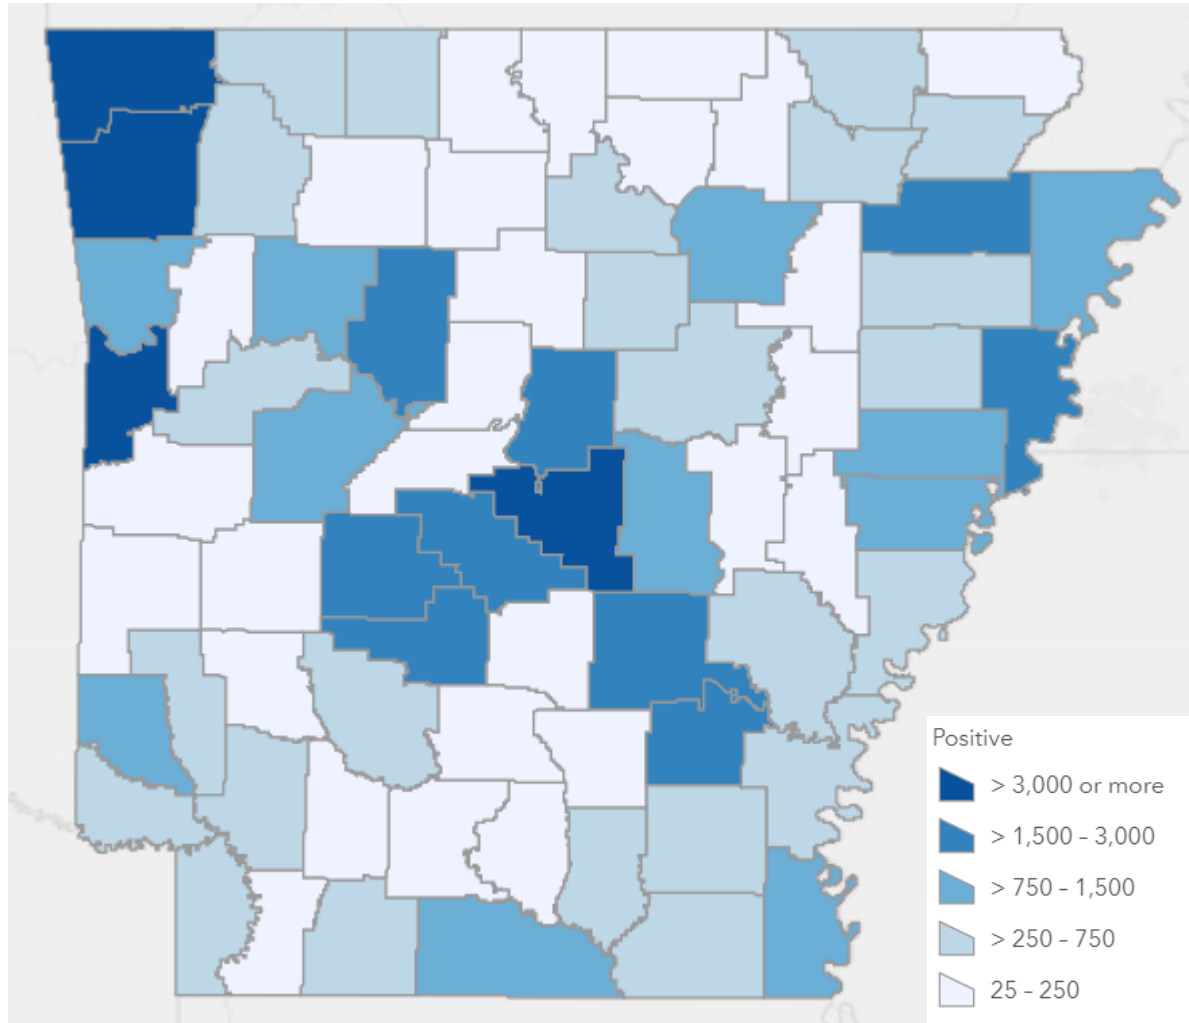 Positive
> 3,000 or more
> 1,500 – 3,000
> 750 – 1,500
> 250 – 750
25 – 250